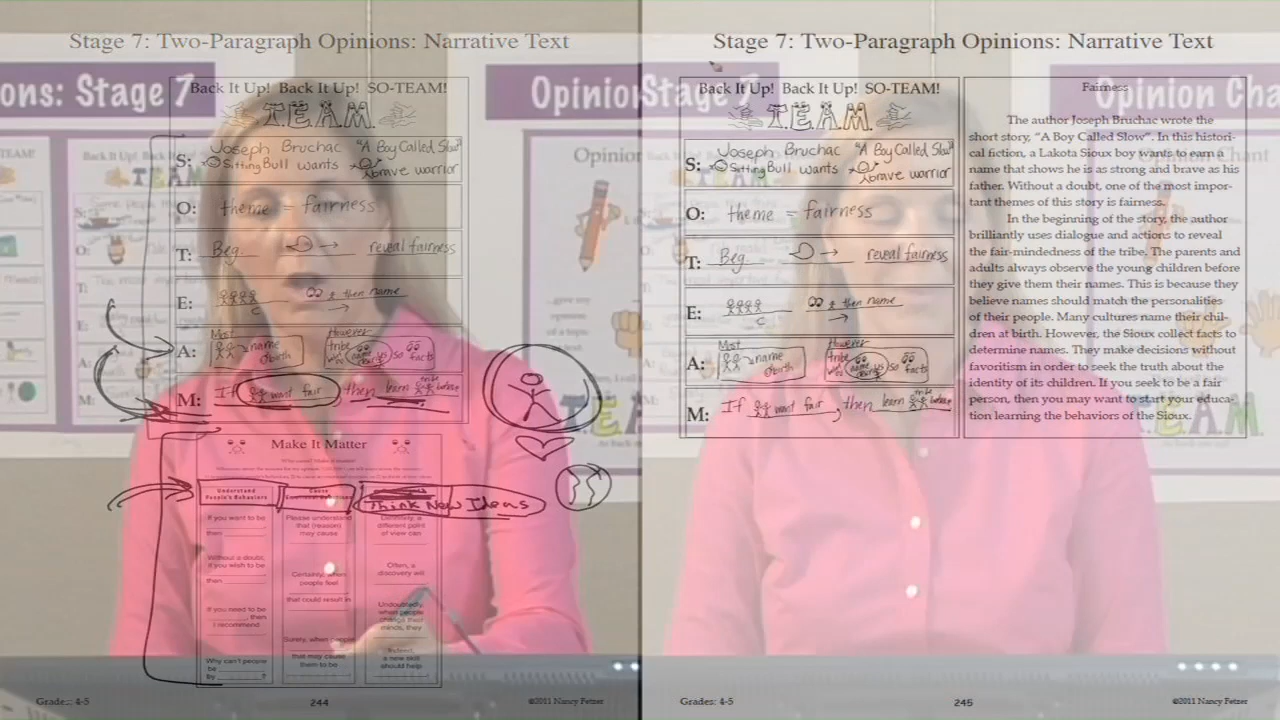 Stage 7: Two-Paragraph Opinions: Narrative Text
ons: Stage 7
Opinion
Back It Up! Back It Up! SO-TEAM!
T.E.A.M.
S: Joseph Bruchac "A Boy Called Slow"
Sitting Bull wants brave warrior
O: theme = fairness
T: Beg. reveal fairness
E: then name
A: Most name @birth However tribe so facts
M: If want fair then learn tribe before
Make It Matter
Understand People's Behaviors
Cause Emotional Reactions
Think New Ideas
If you want to be
then
Without a doubt,
if you wish to be
then
If you need to be
, then
I recommend
Why can't people
be
by ?
Please understand
that (reason)
may cause
Certainly, when
people feel
that could result in
Surely, when people
that may cause
them to be
Definitely, a
different point
of view can
Often, a
discovery will
Undoubtedly,
when people
change their
minds, they
Indeed,
a new skill
should help
Grades: 4-5
244
©2011 Nancy Fetzer
Stage 7: Two-Paragraph Opinions: Narrative Text
Stage 7
Opinion Cha
Opinion Chant
Back It Up! Back It Up! SO-TEAM!
T.E.A.M.
S: Joseph Bruchac "A Boy Called Slow"
Sitting Bull wants brave warrior
O: theme = fairness
T: Beg. reveal fairness
E: then name
A: Most name @birth However tribe so facts
M: If want fair, then learn tribe before
Fairness
The author Joseph Bruchac wrote the
short story, "A Boy Called Slow". In this histori-
cal fiction, a Lakota Sioux boy wants to earn a
name that shows he is as strong and brave as his
father. Without a doubt, one of the most impor-
tant themes of this story is fairness.
In the beginning of the story, the author
brilliantly uses dialogue and actions to reveal
the fair-mindedness of the tribe. The parents and
adults always observe the young children before
they give them their names. This is because they
believe names should match the personalities
of their people. Many cultures name their chil-
dren at birth. However, the Sioux collect facts to
determine names. They make decisions without
favoritism in order to seek the truth about the
identity of its children. If you seek to be a fair
person, then you may want to start your educa-
tion learning the behaviors of the Sioux.
Grades: 4-5
245
©2011 Nancy Fetzer